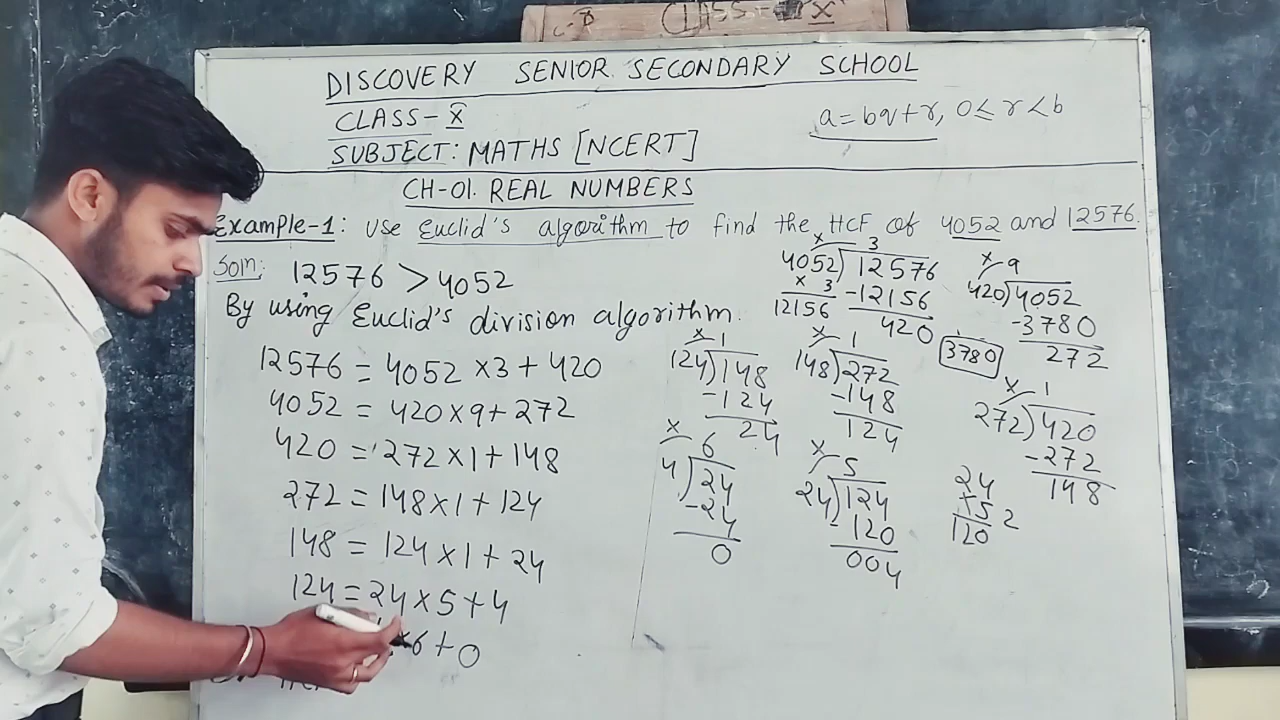 CLASS - X
DISCOVERY SENIOR SECONDARY SCHOOL
CLASS - X
SUBJECT: MATHS [NCERT]
a = bq + r, 0 ≤ r < b
CH-01. REAL NUMBERS
Example-1: Use Euclid's algorithm to find the HCF of 4052 and 12576.
Soln: 12576 > 4052
By using Euclid's division algorithm.
12576 = 4052 × 3 + 420
4052 = 420 × 9 + 272
420 = 272 × 1 + 148
272 = 148 × 1 + 124
148 = 124 × 1 + 24
124 = 24 × 5 + 4
× 6 + 0
× 3
4052)12576
× 3 -12156
12156 420
× 9
420)4052
-3780
272
3780
× 1
124)148
-124
24
× 1
148)272
-148
124
× 1
272)420
-272
148
× 6
4)24
-24
0
× 5
24)124
-120
004
24
×5 2
120